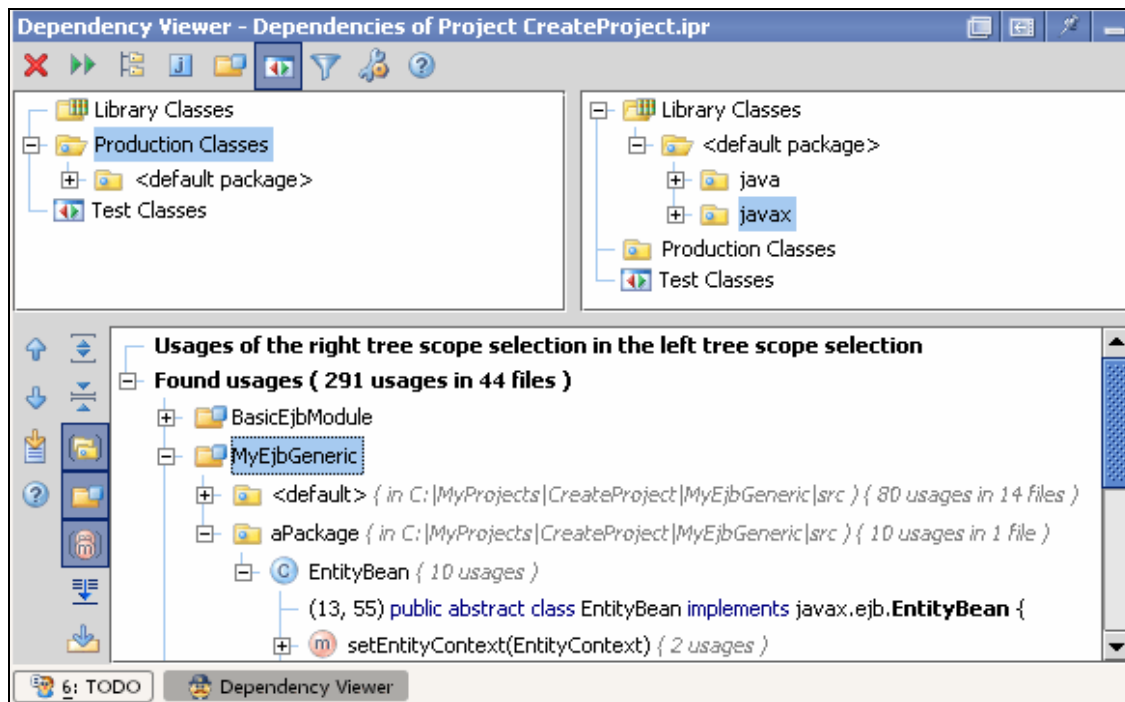 Dependency Viewer - Dependencies of Project CreateProject.ipr
Library Classes
Production Classes
<default package>
Test Classes
Library Classes
<default package>
java
javax
Production Classes
Test Classes
Usages of the right tree scope selection in the left tree scope selection
Found usages ( 291 usages in 44 files )
BasicEjbModule
MyEjbGeneric
<default> ( in C:|MyProjects|CreateProject|MyEjbGeneric|src ) ( 80 usages in 14 files )
aPackage ( in C:|MyProjects|CreateProject|MyEjbGeneric|src ) ( 10 usages in 1 file )
C EntityBean ( 10 usages )
(13, 55) public abstract class EntityBean implements javax.ejb.EntityBean {
m setEntityContext(EntityContext) ( 2 usages )
6: TODO Dependency Viewer